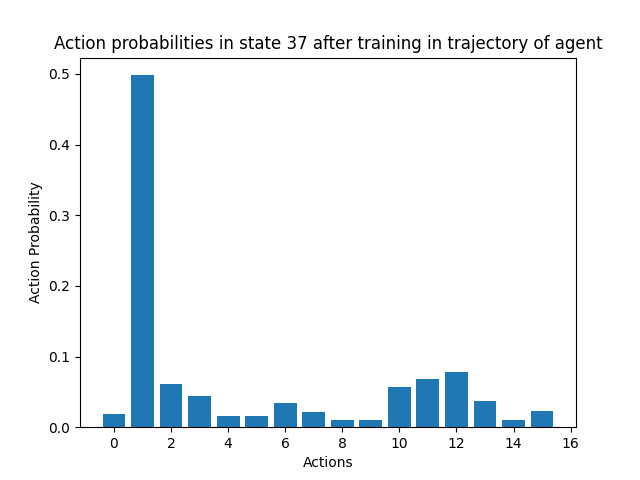 Action probabilities in state 37 after training in trajectory of agent
0.5
0.4
0.3
0.2
0.1
0.0
Action Probability
0 2 4 6 8 10 12 14 16
Actions